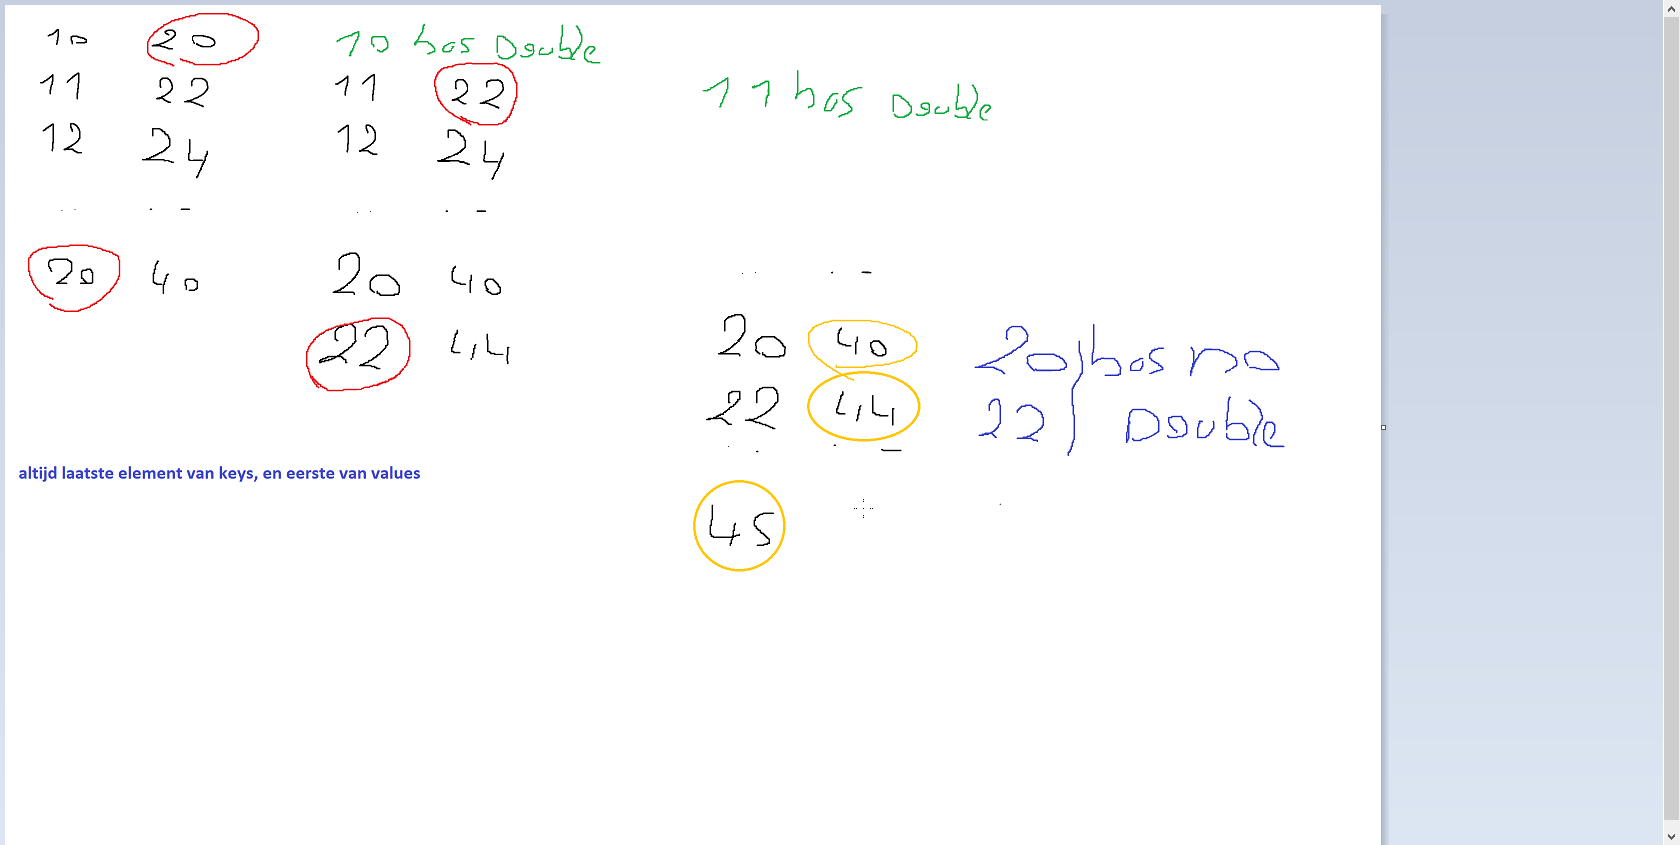 10 20 10 has Double
11 22 11 22 11 has Double
12 24 12 24
20 40 20 40
22 44
20 40 20 has no
22 44 22 Double
altijd laatste element van keys, en eerste van values
45